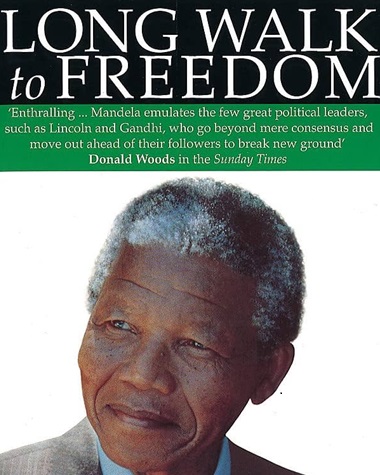 LONG WALK
to FREEDOM
‘Enthralling ... Mandela emulates the few great political leaders,
such as Lincoln and Gandhi, who go beyond mere consensus and
move out ahead of their followers to break new ground’
Donald Woods in the Sunday Times